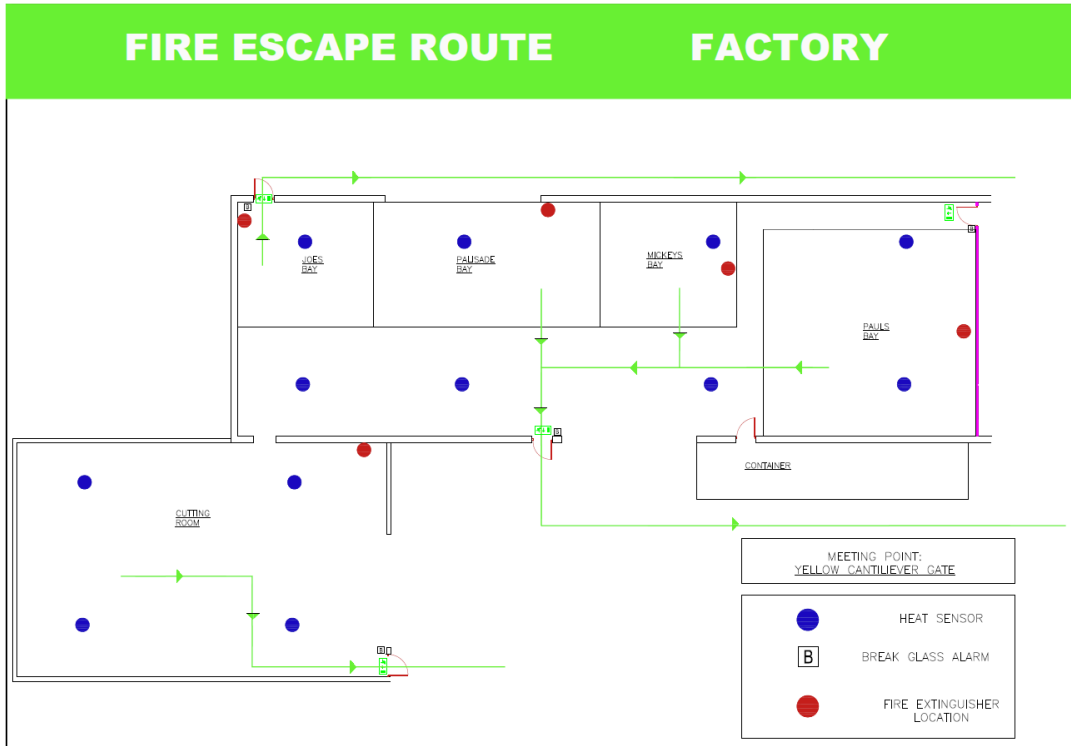 FIRE ESCAPE ROUTE FACTORY
B
JOES
BAY
PALISADE
BAY
MICKEYS
BAY
B
PAULS
BAY
B
CONTAINER
CUTTING
ROOM
B
MEETING POINT:
YELLOW CANTILIEVER GATE
HEAT SENSOR
B BREAK GLASS ALARM
FIRE EXTINGUISHER
LOCATION